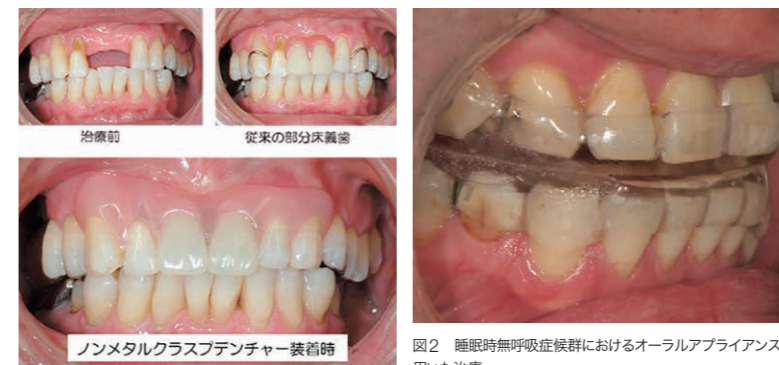 治療前
従来の部分床義歯
ノンメタルクラスプデンチャー装着時
図2 睡眠時無呼吸症候群におけるオーラルアプライアンス